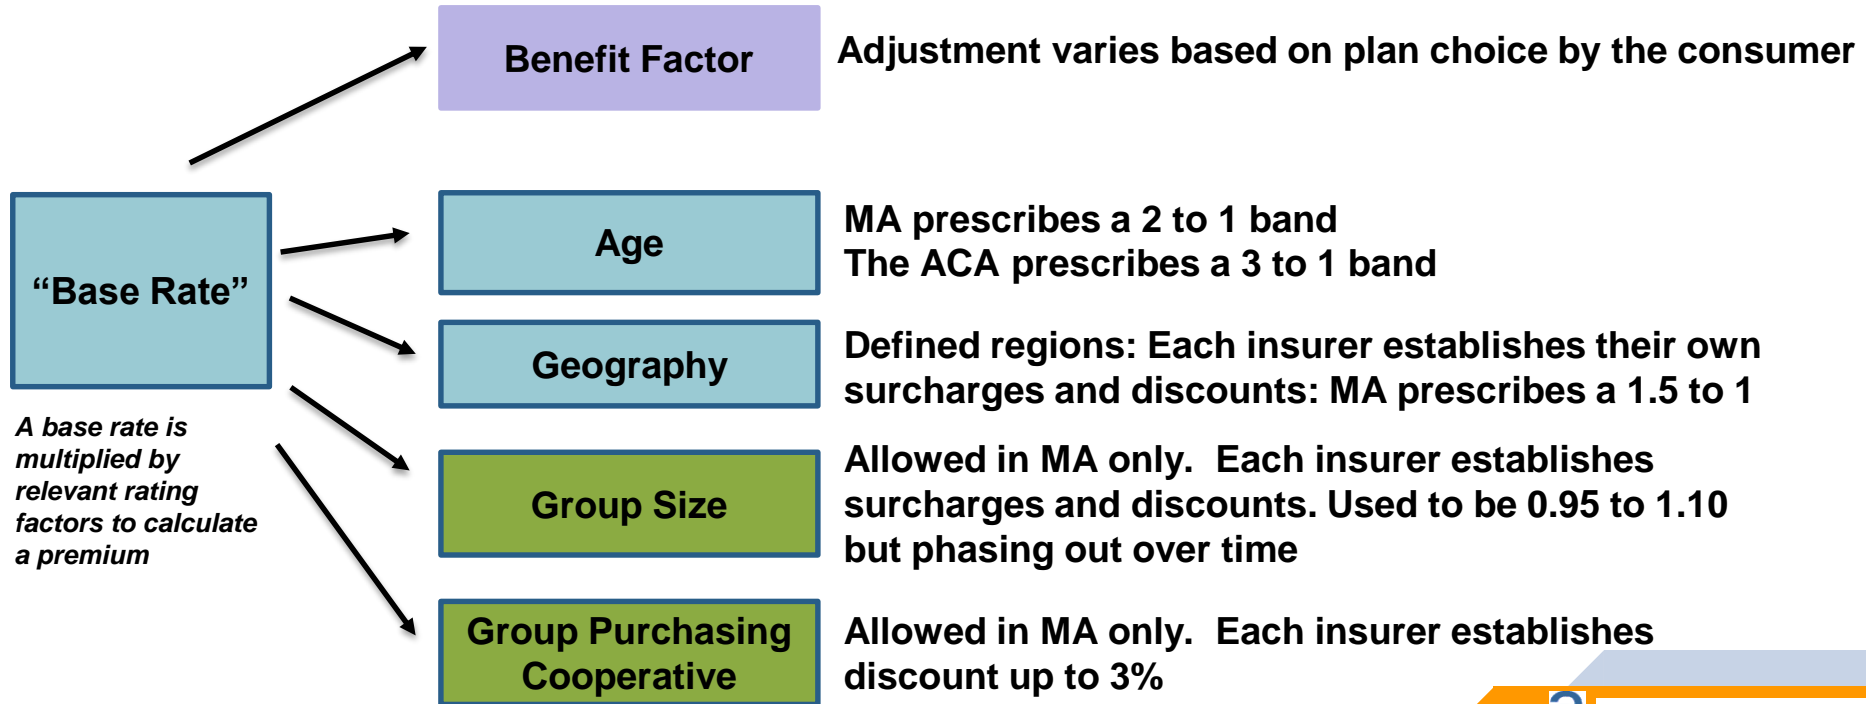 Benefit Factor
Adjustment varies based on plan choice by the consumer
“Base Rate”
A base rate is
multiplied by
relevant rating
factors to calculate
a premium
Age
MA prescribes a 2 to 1 band
The ACA prescribes a 3 to 1 band
Geography
Defined regions: Each insurer establishes their own
surcharges and discounts: MA prescribes a 1.5 to 1
Group Size
Allowed in MA only.  Each insurer establishes
surcharges and discounts. Used to be 0.95 to 1.10
but phasing out over time
Group Purchasing
Cooperative
Allowed in MA only.  Each insurer establishes
discount up to 3%